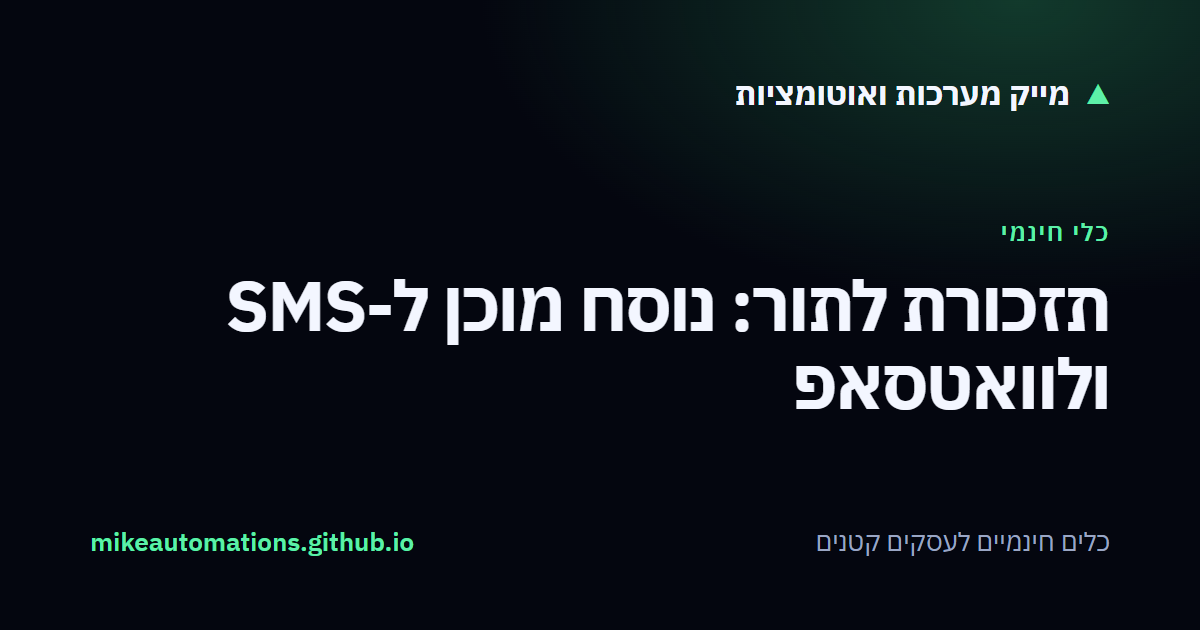 מייק מערכות ואוטומציות
כלי חינמי
תזכורת לתור: נוסח מוכן ל-SMS
ולוואטסאפ
כלים חינמיים לעסקים קטנים
mikeautomations.github.io